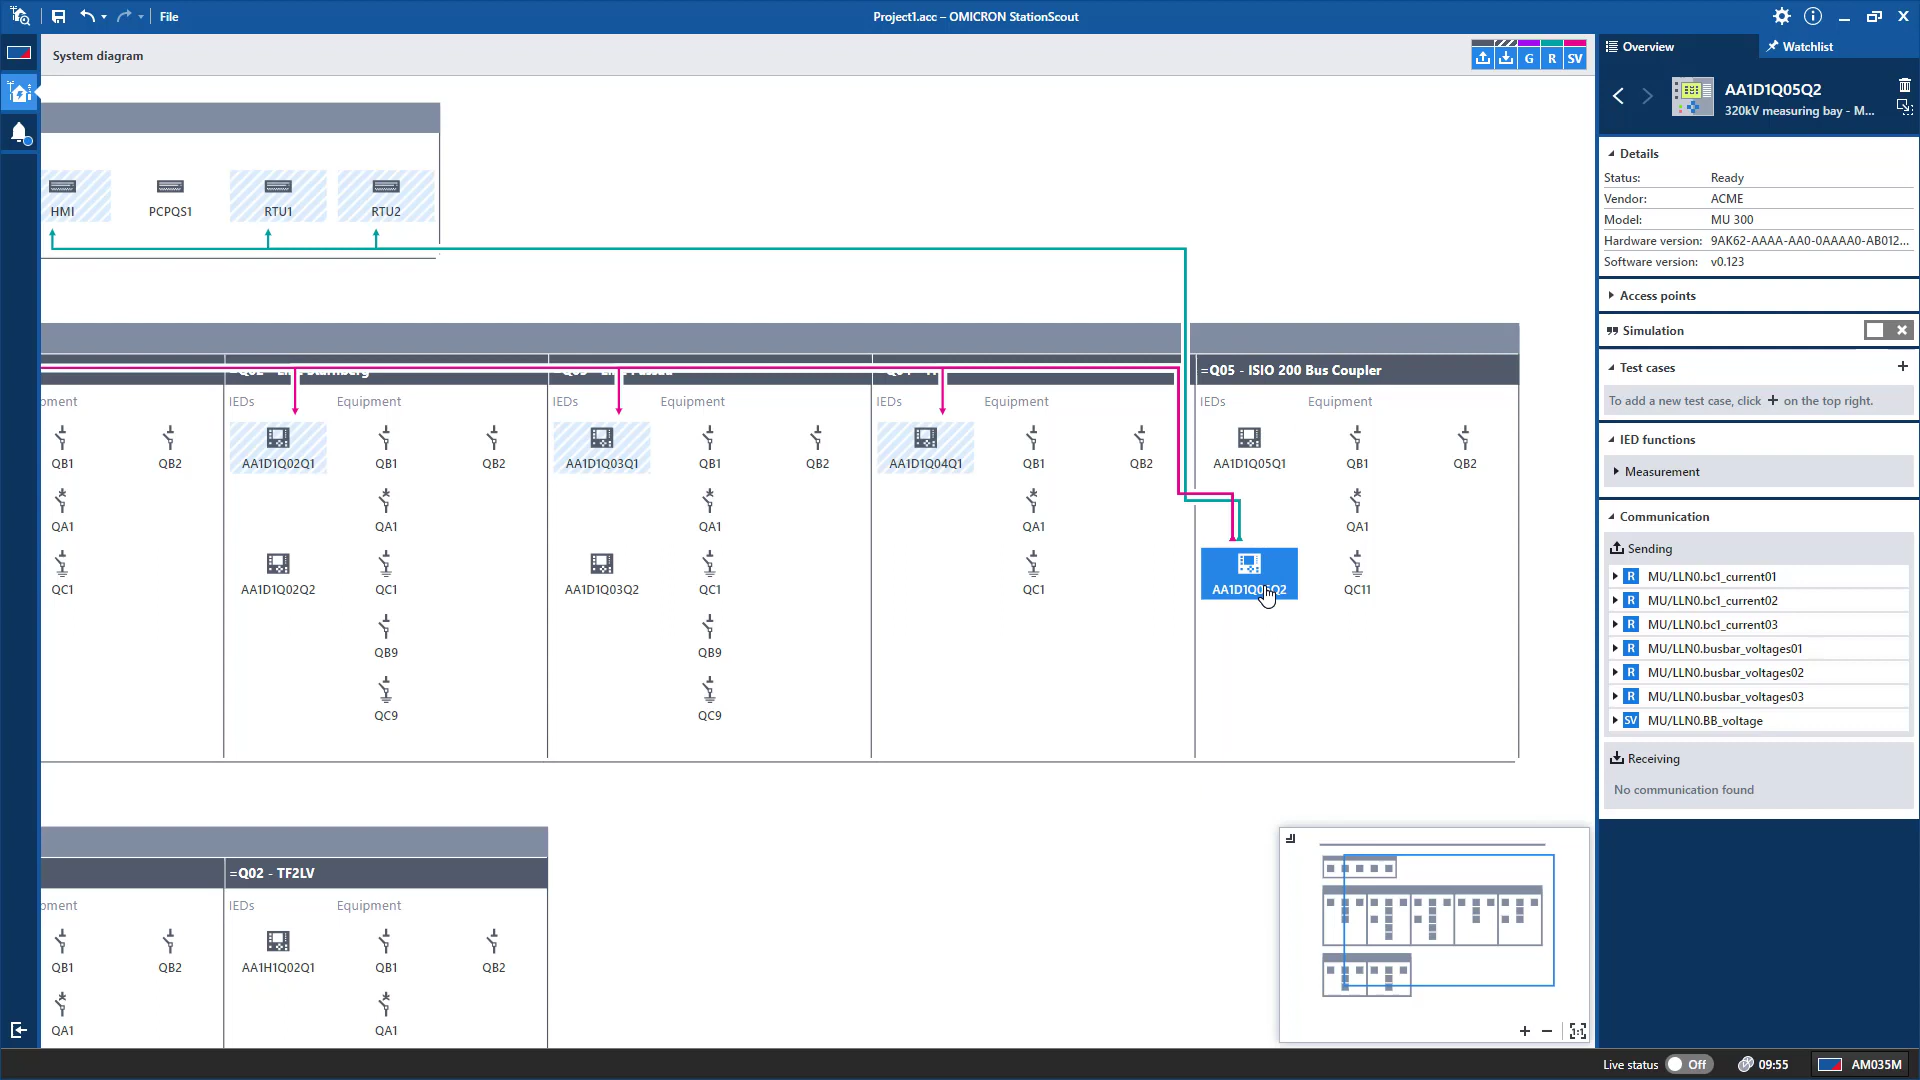 File
Project1.acc – OMICRON StationScout
System diagram
G R SV
Overview
Watchlist
AA1D1Q05Q2
320kV measuring bay - M...
Details
Status: Ready
Vendor: ACME
Model: MU 300
Hardware version: 9AK62-AAAA-AA0-0AAAA0-AB012...
Software version: v0.123
Access points
Simulation
Test cases
To add a new test case, click + on the top right.
IED functions
Measurement
Communication
Sending
R MU/LLN0.bc1_current01
R MU/LLN0.bc1_current02
R MU/LLN0.bc1_current03
R MU/LLN0.busbar_voltages01
R MU/LLN0.busbar_voltages02
R MU/LLN0.busbar_voltages03
SV MU/LLN0.BB_voltage
Receiving
No communication found
HMI PCPQS1 RTU1 RTU2
=Q05 - ISIO 200 Bus Coupler
IEDs Equipment IEDs Equipment IEDs Equipment IEDs Equipment
QB1 QB2 AA1D1Q02Q1 QB1 QB2 AA1D1Q03Q1 QB1 QB2 AA1D1Q04Q1 QB1 QB2 AA1D1Q05Q1 QB1 QB2
QA1 QA1 QA1 QA1 QA1
QC1 AA1D1Q02Q2 QC1 AA1D1Q03Q2 QC1 QC1 AA1D1Q05Q2 QC11
QB9 QB9
QC9 QC9
=Q02 - TF2LV
IEDs Equipment
QB1 QB2 AA1H1Q02Q1 QB1 QB2
QA1 QA1
1:1
Live status Off 09:55 AM035M